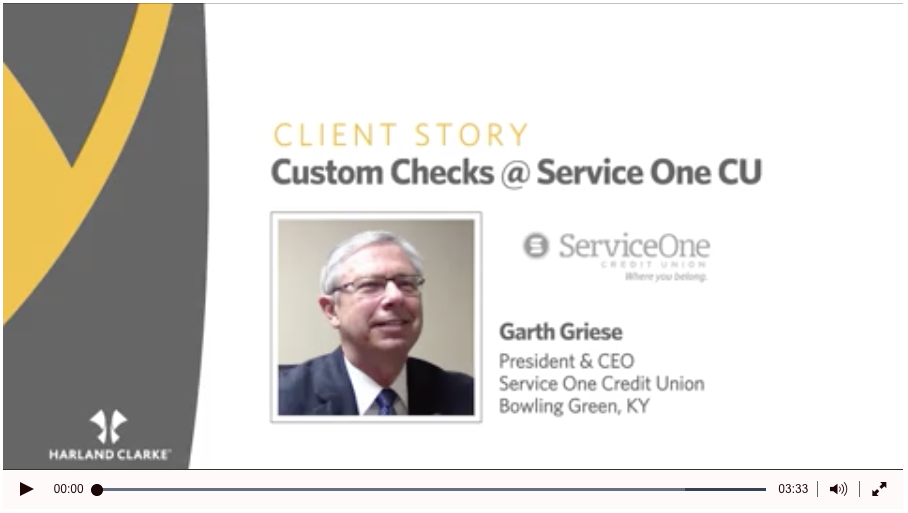 CLIENT STORY
Custom Checks @ Service One CU
ServiceOne
CREDIT UNION
Where you belong.
Garth Griese
President & CEO
Service One Credit Union
Bowling Green, KY
HARLAND CLARKE
00:00
03:33